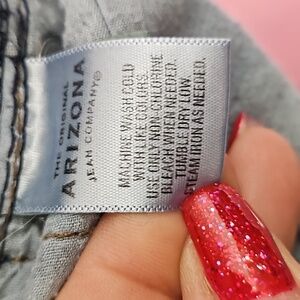 THE ORIGINAL
ARIZONA
JEAN COMPANY®
MACHINE WASH COLD
WITH LIKE COLORS.
USE ONLY NON-CHLORINE
BLEACH WHEN NEEDED.
TUMBLE DRY LOW.
STEAM IRON AS NEEDED.